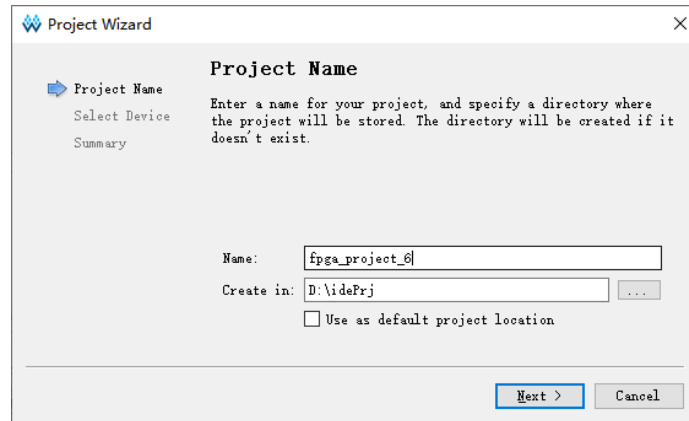 Project Wizard
Project Name
Project Name
Select Device
Summary
Enter a name for your project, and specify a directory where
the project will be stored. The directory will be created if it
doesn't exist.
Name: fpga_project_6
Create in: D:\idePrj ...
Use as default project location
Next > Cancel